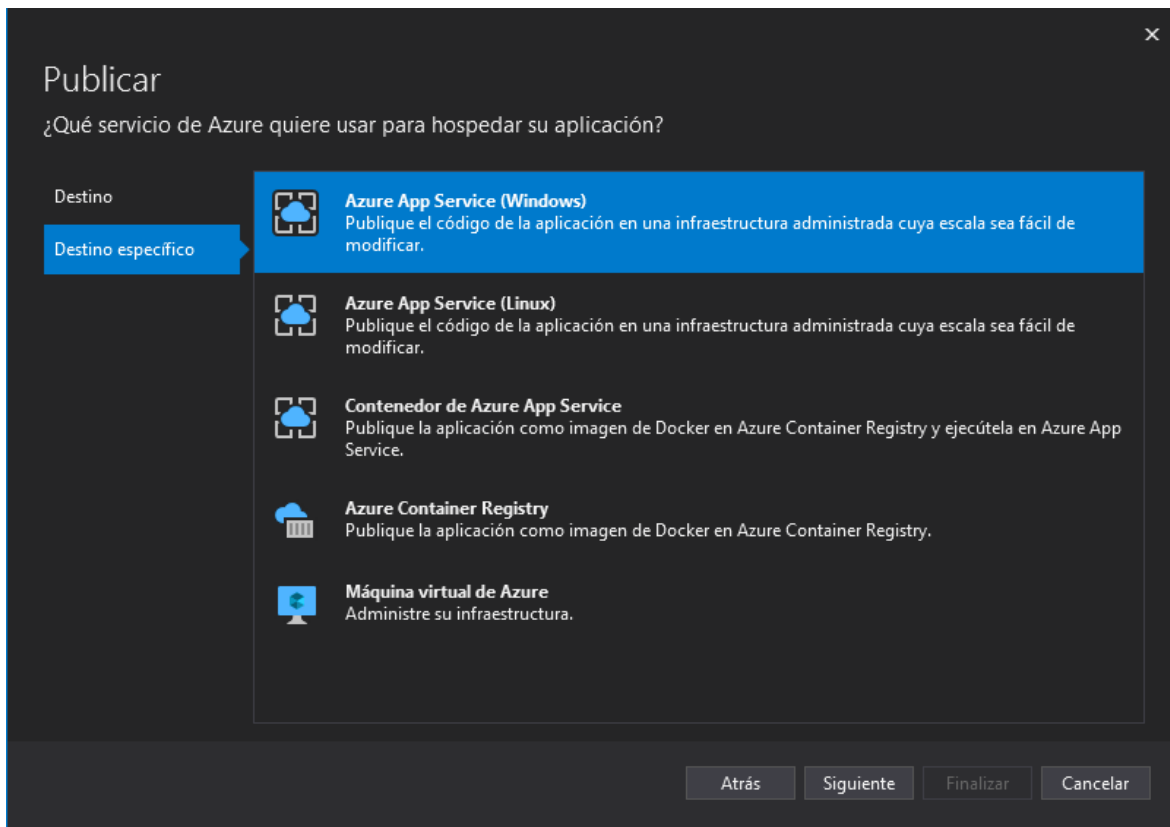 Publicar
¿Qué servicio de Azure quiere usar para hospedar su aplicación?
Destino
Destino específico
Azure App Service (Windows)
Publique el código de la aplicación en una infraestructura administrada cuya escala sea fácil de
modificar.
Azure App Service (Linux)
Publique el código de la aplicación en una infraestructura administrada cuya escala sea fácil de
modificar.
Contenedor de Azure App Service
Publique la aplicación como imagen de Docker en Azure Container Registry y ejecútela en Azure App
Service.
Azure Container Registry
Publique la aplicación como imagen de Docker en Azure Container Registry.
Máquina virtual de Azure
Administre su infraestructura.
Atrás
Siguiente
Finalizar
Cancelar